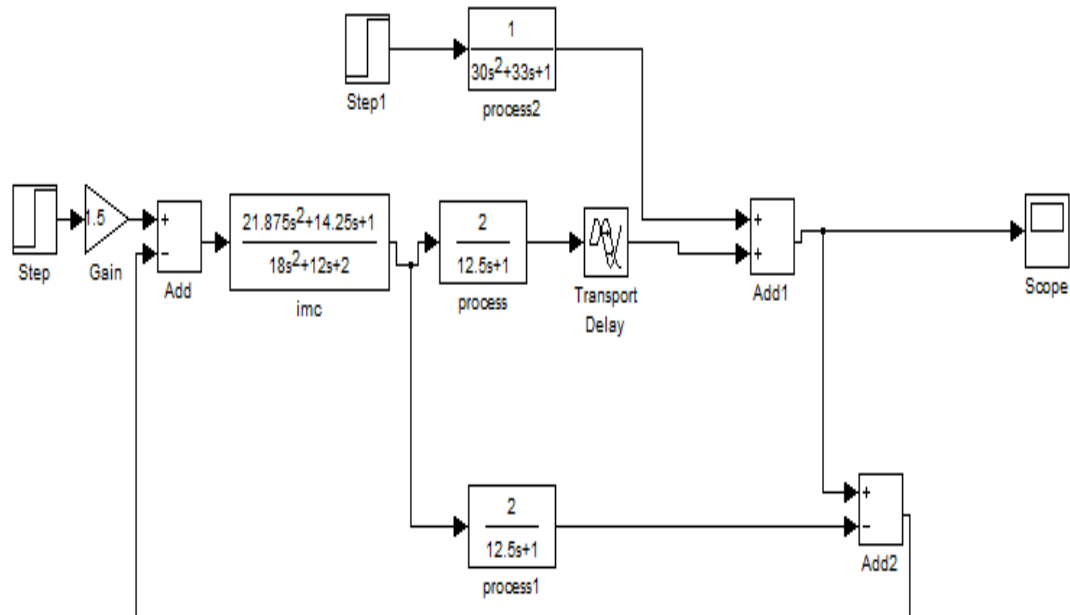 1
30s²+33s+1
Step1
process2
1.5
+
−
21.875s²+14.25s+1
18s²+12s+2
2
12.5s+1
+
+
Step
Gain
Add
imc
process
Transport
Delay
Add1
Scope
2
12.5s+1
+
−
process1
Add2